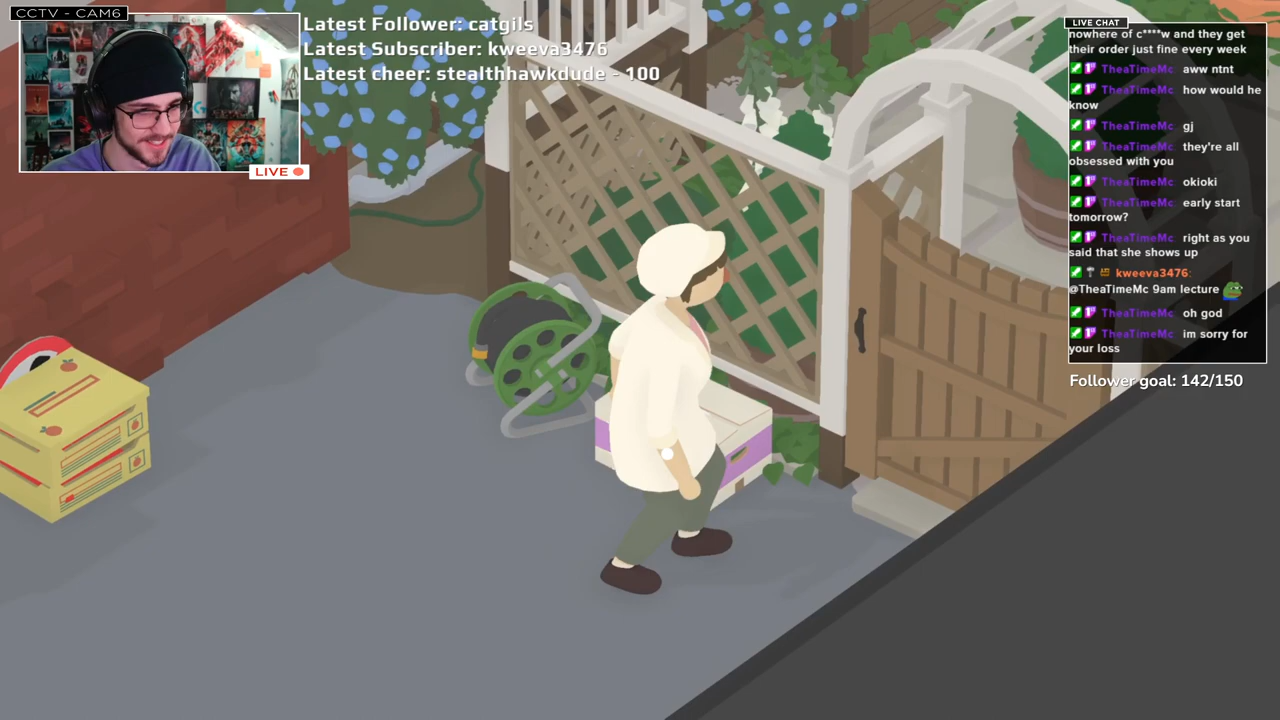 CCTV - CAM6
LIVE
Latest Follower: catgils
Latest Subscriber: kweeva3476
Latest cheer: stealthhawkdude - 100
LIVE CHAT
nowhere of c****w and they get
their order just fine every week
TheaTimeMc: aww ntnt
TheaTimeMc: how would he
know
TheaTimeMc: gj
TheaTimeMc: they're all
obsessed with you
TheaTimeMc: okioki
TheaTimeMc: early start
tomorrow?
TheaTimeMc: right as you
said that she shows up
kweeva3476:
@TheaTimeMc 9am lecture
TheaTimeMc: oh god
TheaTimeMc: im sorry for
your loss
Follower goal: 142/150